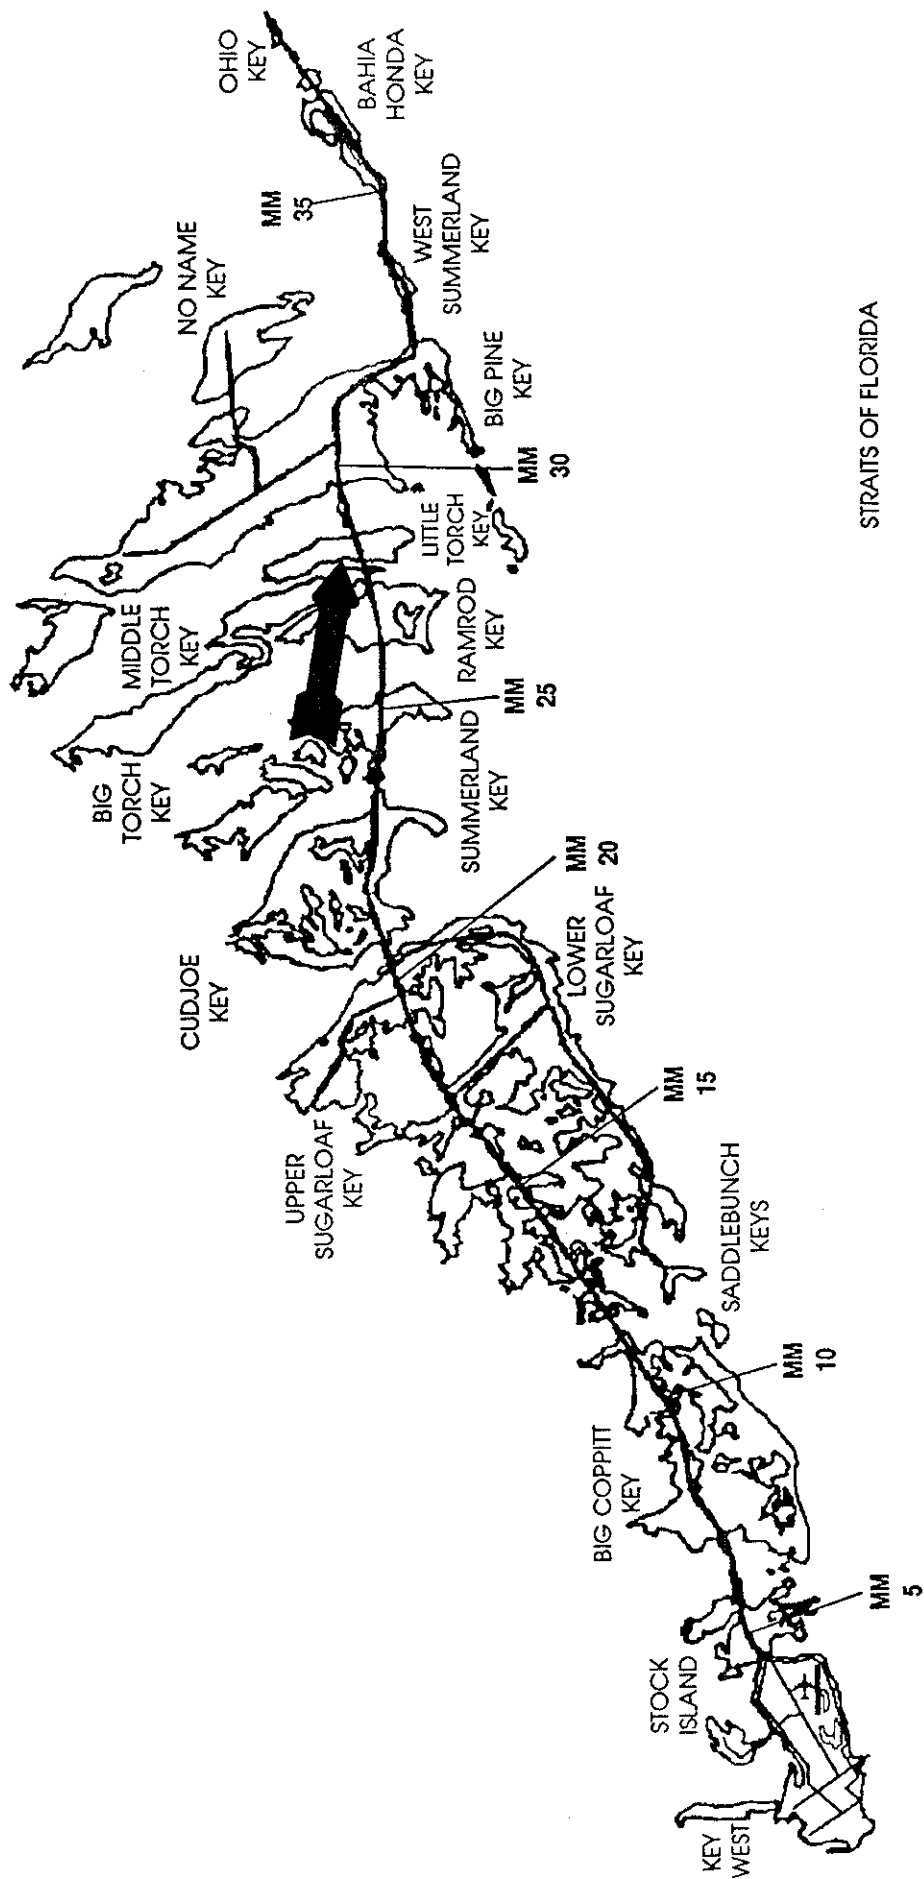 OHIO
KEY
BAHIA
HONDA
KEY
MM
35
WEST
SUMMERLAND
KEY
NO NAME
KEY
BIG PINE
KEY
MM
30
LITTLE
TORCH
KEY
MIDDLE
TORCH
KEY
RAMROD
KEY
MM
25
BIG
TORCH
KEY
SUMMERLAND
KEY
MM
20
CUDJOE
KEY
LOWER
SUGARLOAF
KEY
MM
15
UPPER
SUGARLOAF
KEY
SADDLEBUNCH
KEYS
MM
10
BIG COPPITT
KEY
MM
5
STOCK
ISLAND
KEY
WEST
STRAITS OF FLORIDA